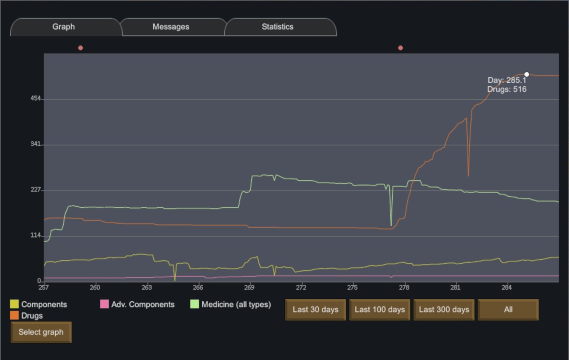 Graph Messages Statistics
Day: 285.1
Drugs: 516
454
341
227
114
0
257 260 263 266 269 272 275 278 281 284
Components Adv. Components Medicine (all types)
Drugs
Last 30 days Last 100 days Last 300 days All
Select graph